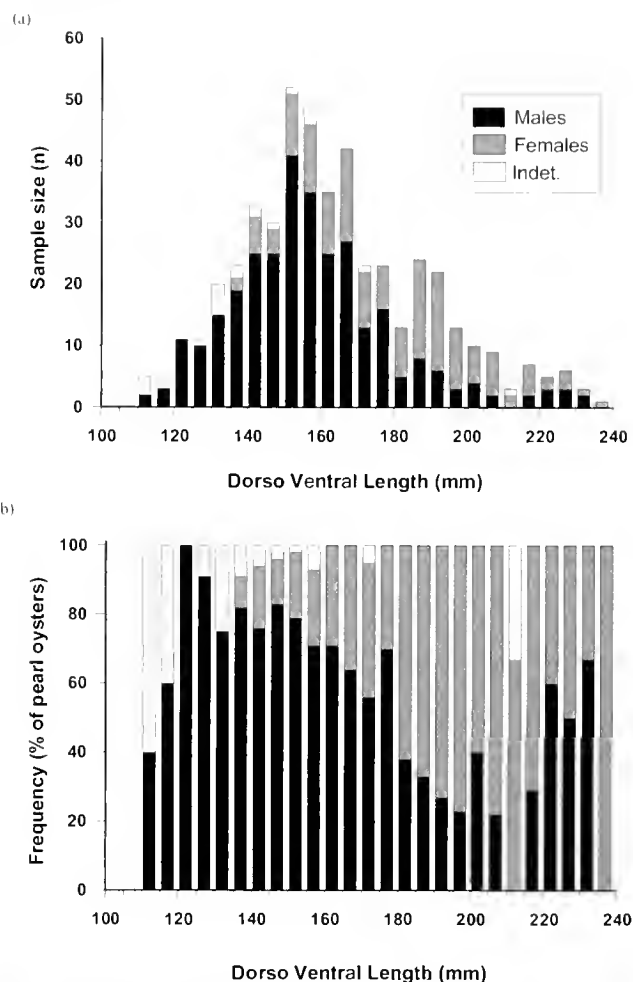 (a)
60
50
40
30
20
10
0
Sample size (n)
Males
Females
Indet.
100 120 140 160 180 200 220 240
Dorso Ventral Length (mm)
b)
100
80
60
40
20
0
Frequency (% of pearl oysters)
100 120 140 160 180 200 220 240
Dorso Ventral Length (mm)